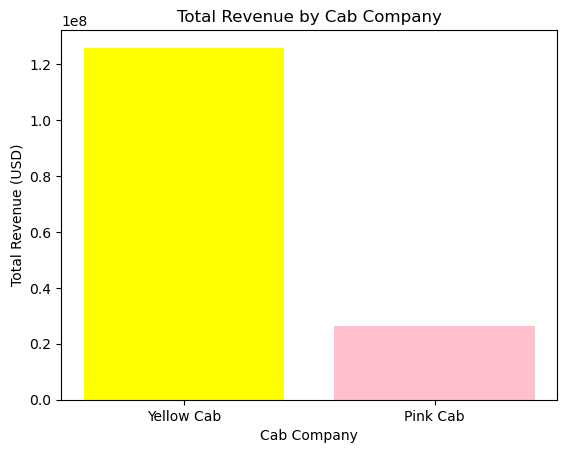 Total Revenue by Cab Company
1e8
1.2
1.0
0.8
0.6
0.4
0.2
0.0
Total Revenue (USD)
Yellow Cab
Pink Cab
Cab Company